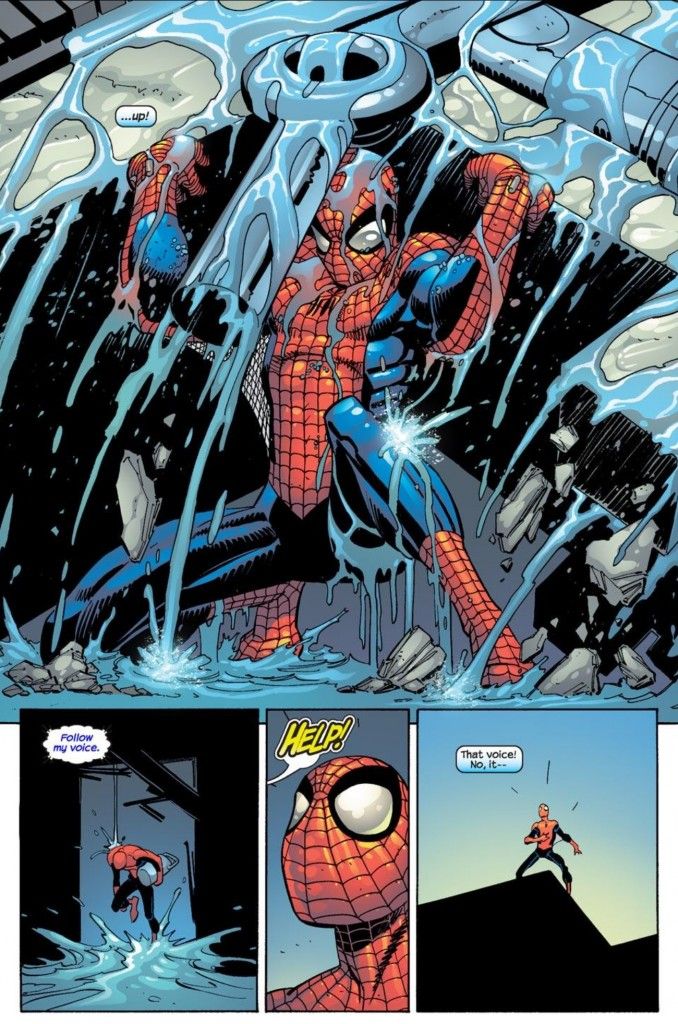 ...up!
Follow
my voice.
HELP!
That voice!
No, it--